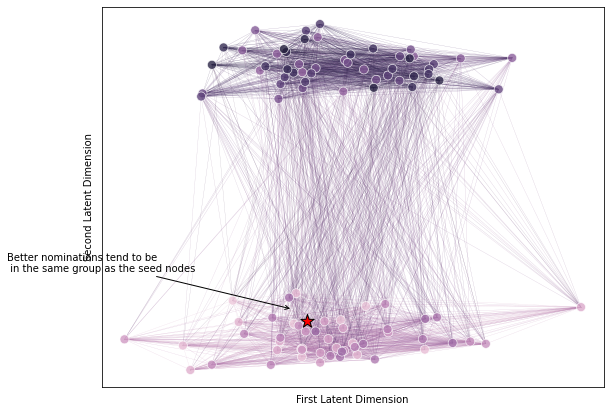 Second Latent Dimension
Better nominations tend to be
in the same group as the seed nodes
First Latent Dimension